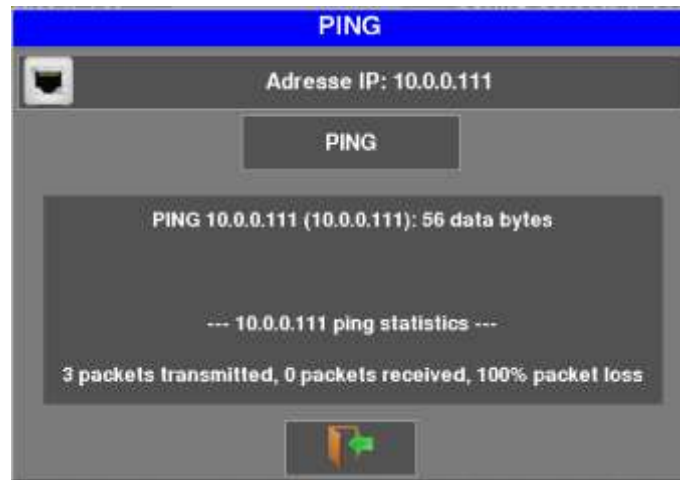 PING
Adresse IP: 10.0.0.111
PING
PING 10.0.0.111 (10.0.0.111): 56 data bytes
--- 10.0.0.111 ping statistics ---
3 packets transmitted, 0 packets received, 100% packet loss